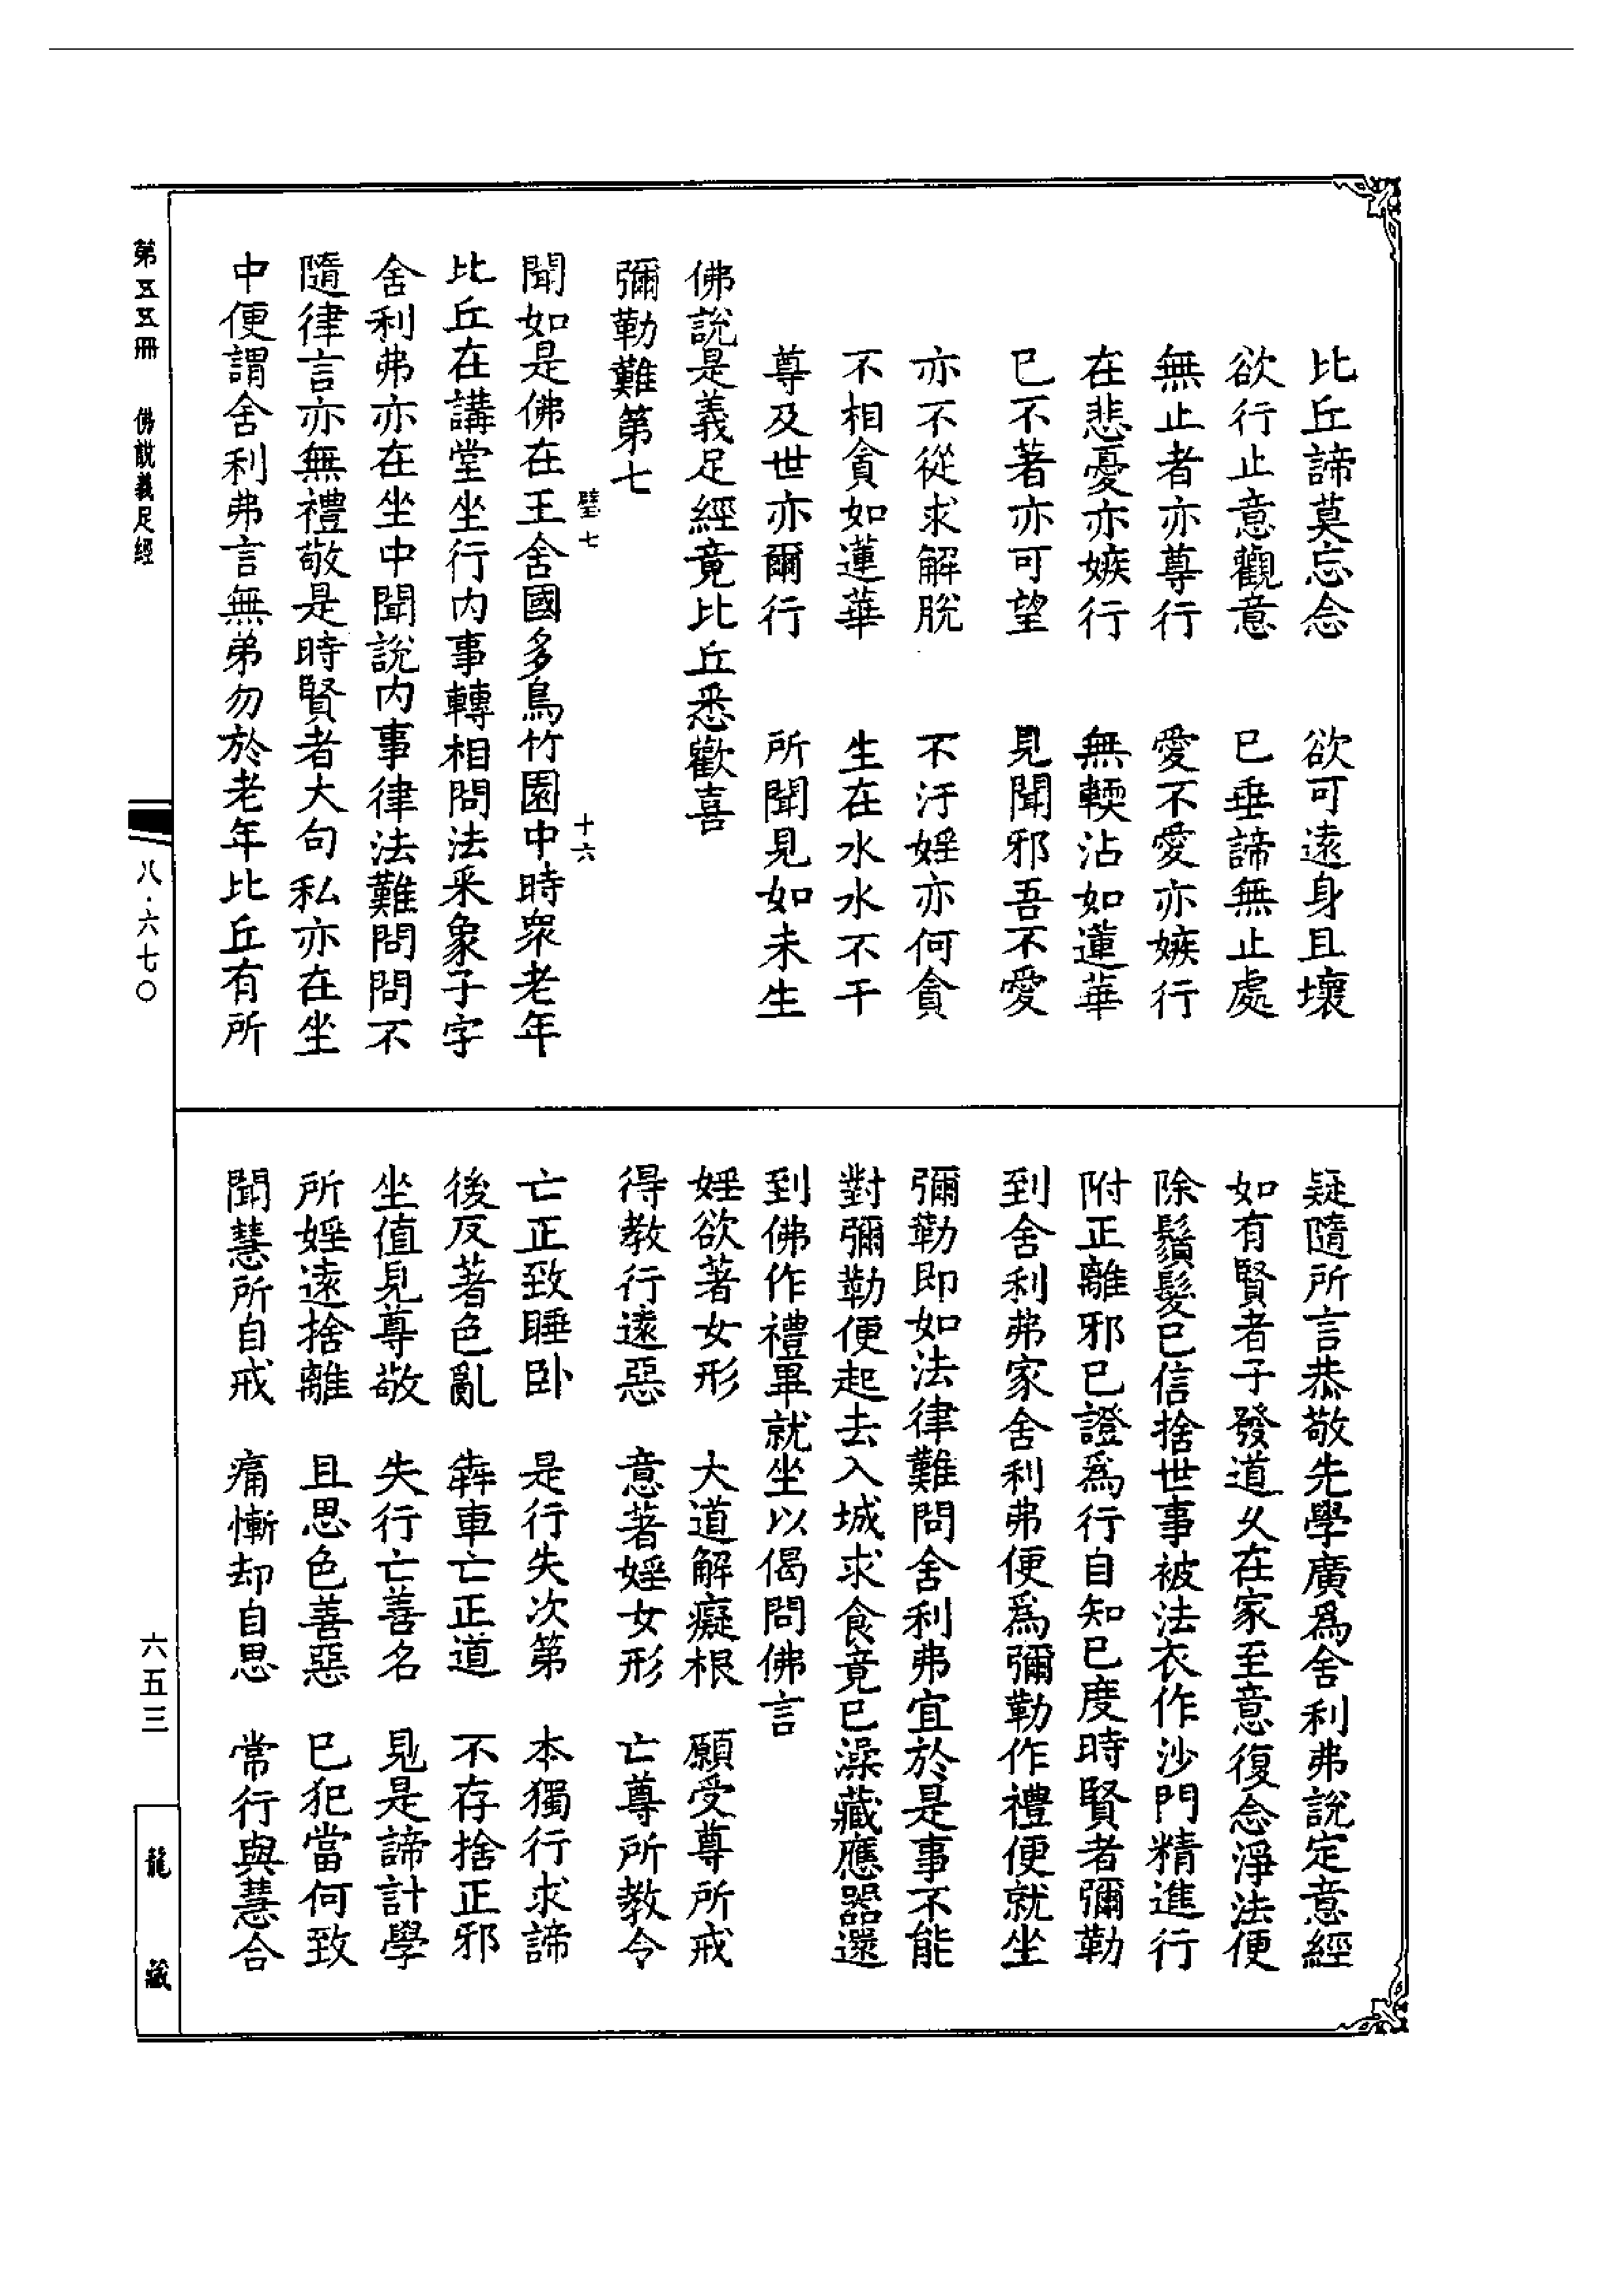 比丘諦莫忘念　欲可遠身且壞
欲行止意觀意　已垂諦無止處
無止者亦尊行　愛不愛亦嫉行
在悲憂亦嫉行　無輭沾如蓮華
已不著亦可望　見聞邪吾不愛
亦不從求解脫　不汙婬亦何貪
不相貪如蓮華　生在水水不干
尊及世亦爾行　所聞見如未生
佛說是義足經竟比丘悉歡喜
彌勒難第七
璧七　十六
聞如是佛在王舍國多鳥竹園中時衆老年
比丘在講堂坐行内事轉相問法采象子字
舍利弗亦在坐中聞說内事律法難問問不
隨律言亦無禮敬是時賢者大句私亦在坐
中便謂舍利弗言無弟勿於老年比丘有所
疑隨所言恭敬先學廣爲舍利弗說定意經
如有賢者子發道久在家至意復念淨法便
除鬚髮已信捨世事被法衣作沙門精進行
附正離邪已證爲行自知已度時賢者彌勒
到舍利弗家舍利弗便爲彌勒作禮便就坐
彌勒即如法律難問舍利弗宜於是事不能
對彌勒便起去入城求食竟已澡藏應器還
到佛作禮畢就坐以偈問佛言
婬欲著女形　大道解癡根　願受尊所戒
得教行遠惡　意著婬女形　亡尊所教令
亡正致睡卧　是行失次第　本獨行求諦
後反著色亂　犇車亡正道　不存捨正邪
坐值見尊敬　失行亡善名　見是諦計學
所婬遠捨離　且思色善惡　已犯當何致
聞慧所自戒　痛慚却自思　常行與慧合
第五五冊　佛說義足經
八·六七〇
六五三
龍藏